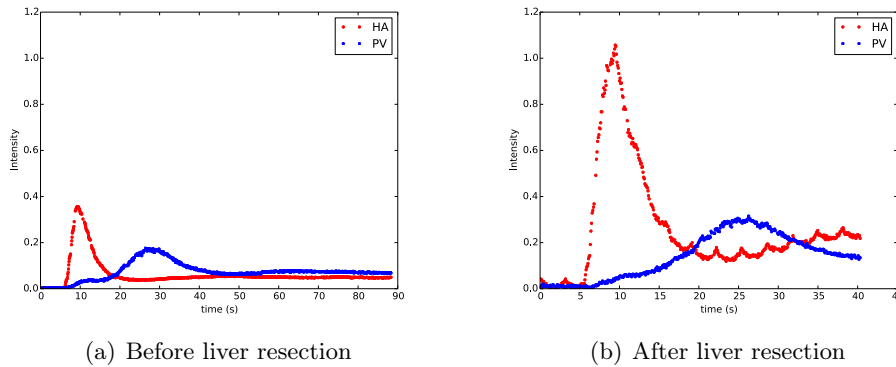 1.2
1.0
0.8
0.6
0.4
0.2
0.0
Intensity
HA
PV
0 10 20 30 40 50 60 70 80 90
time (s)
(a) Before liver resection
1.2
1.0
0.8
0.6
0.4
0.2
0.0
Intensity
HA
PV
0 5 10 15 20 25 30 35 40 45
time (s)
(b) After liver resection